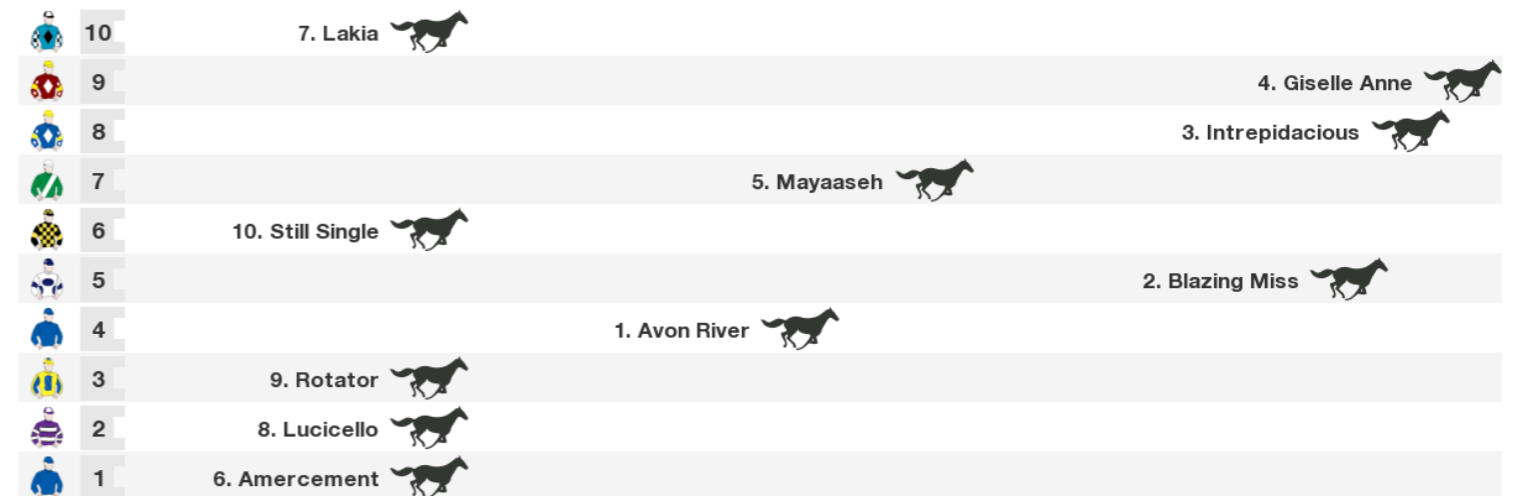 10 7. Lakia
9 4. Giselle Anne
8 3. Intrepidacious
7 5. Mayaaseh
6 10. Still Single
5 2. Blazing Miss
4 1. Avon River
3 9. Rotator
2 8. Lucicello
1 6. Amercement